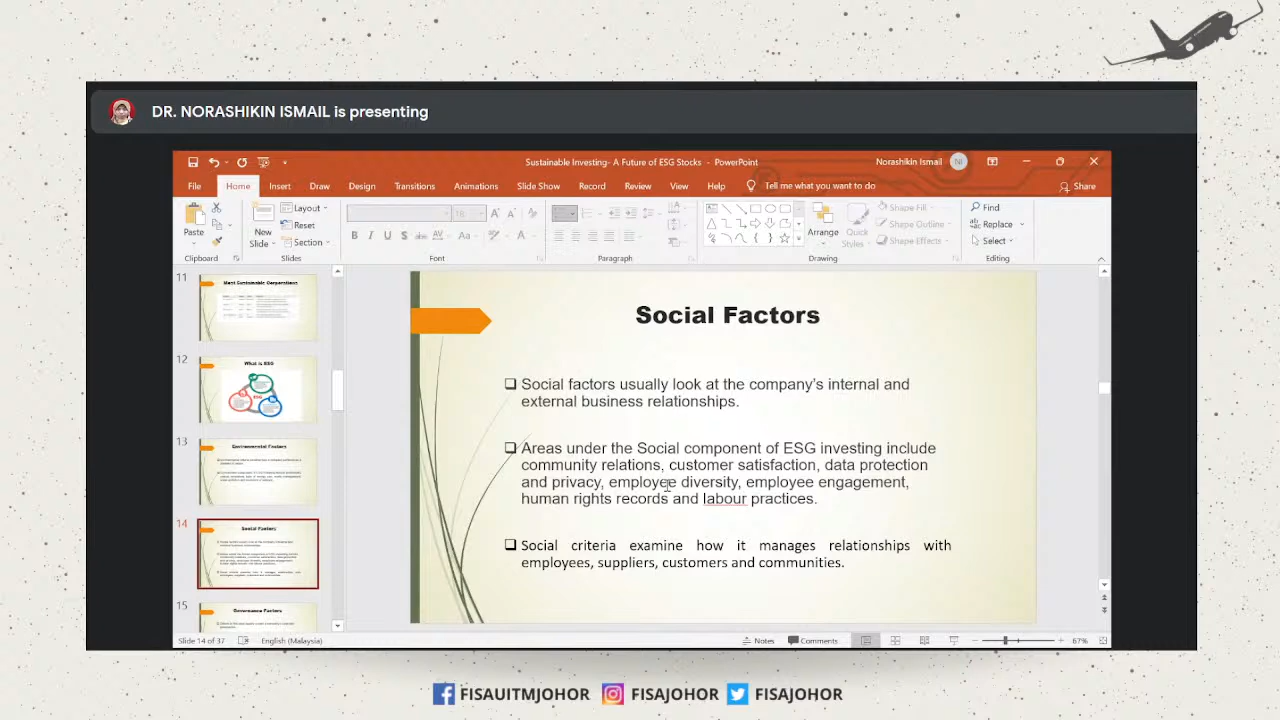 DR. NORASHIKIN ISMAIL is presenting
Sustainable Investing- A Future of ESG Stocks - PowerPoint
Norashikin Ismail
NI
File Home Insert Draw Design Transitions Animations Slide Show Record Review View Help Tell me what you want to do Share
Paste
New Slide
Layout
Reset
Section
18
Arrange
Quick Styles
Shape Fill
Shape Outline
Shape Effects
Find
Replace
Select
Clipboard Slides Font Paragraph Drawing Editing
11
Most Sustainable Corporations
12
What is ESG
13
Environmental Factors
14
Social Factors
15
Governance Factors
Social Factors
Social factors usually look at the company's internal and
external business relationships.
Areas under the Social component of ESG investing include
community relations, customer satisfaction, data protection
and privacy, employee diversity, employee engagement,
human rights records and labour practices.
Social criteria examine how it manages relationships with
employees, suppliers, customers and communities.
Slide 14 of 37 English (Malaysia) Notes Comments 67%
FISAUITMJOHOR FISAJOHOR FISAJOHOR